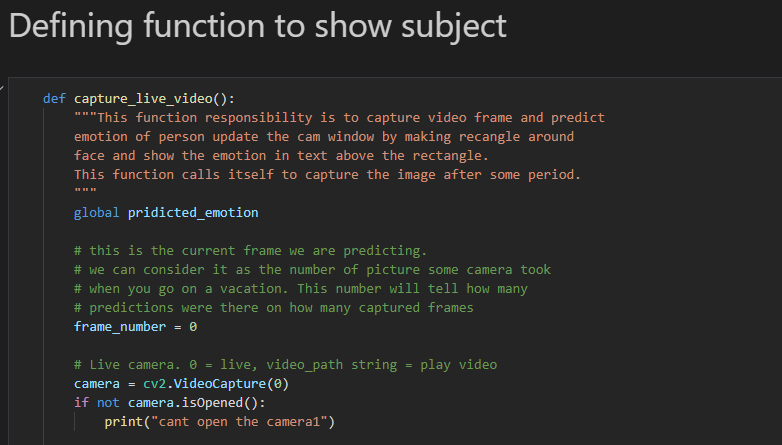 Defining function to show subject
def capture_live_video():
"""This function responsibility is to capture video frame and predict
emotion of person update the cam window by making recangle around
face and show the emotion in text above the rectangle.
This function calls itself to capture the image after some period.
"""
global pridicted_emotion
# this is the current frame we are predicting.
# we can consider it as the number of picture some camera took
# when you go on a vacation. This number will tell how many
# predictions were there on how many captured frames
frame_number = 0
# Live camera. 0 = live, video_path string = play video
camera = cv2.VideoCapture(0)
if not camera.isOpened():
print("cant open the camera1")